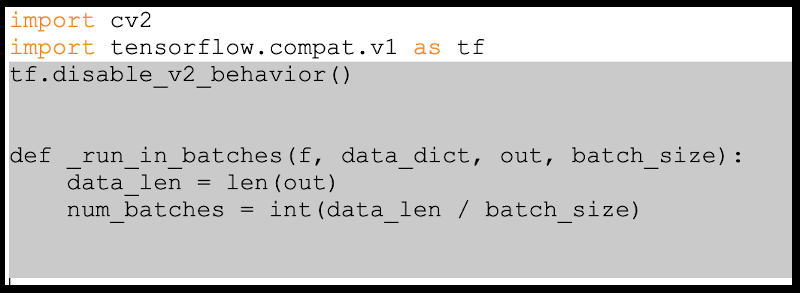 import cv2
import tensorflow.compat.v1 as tf
tf.disable_v2_behavior()
def _run_in_batches(f, data_dict, out, batch_size):
    data_len = len(out)
    num_batches = int(data_len / batch_size)